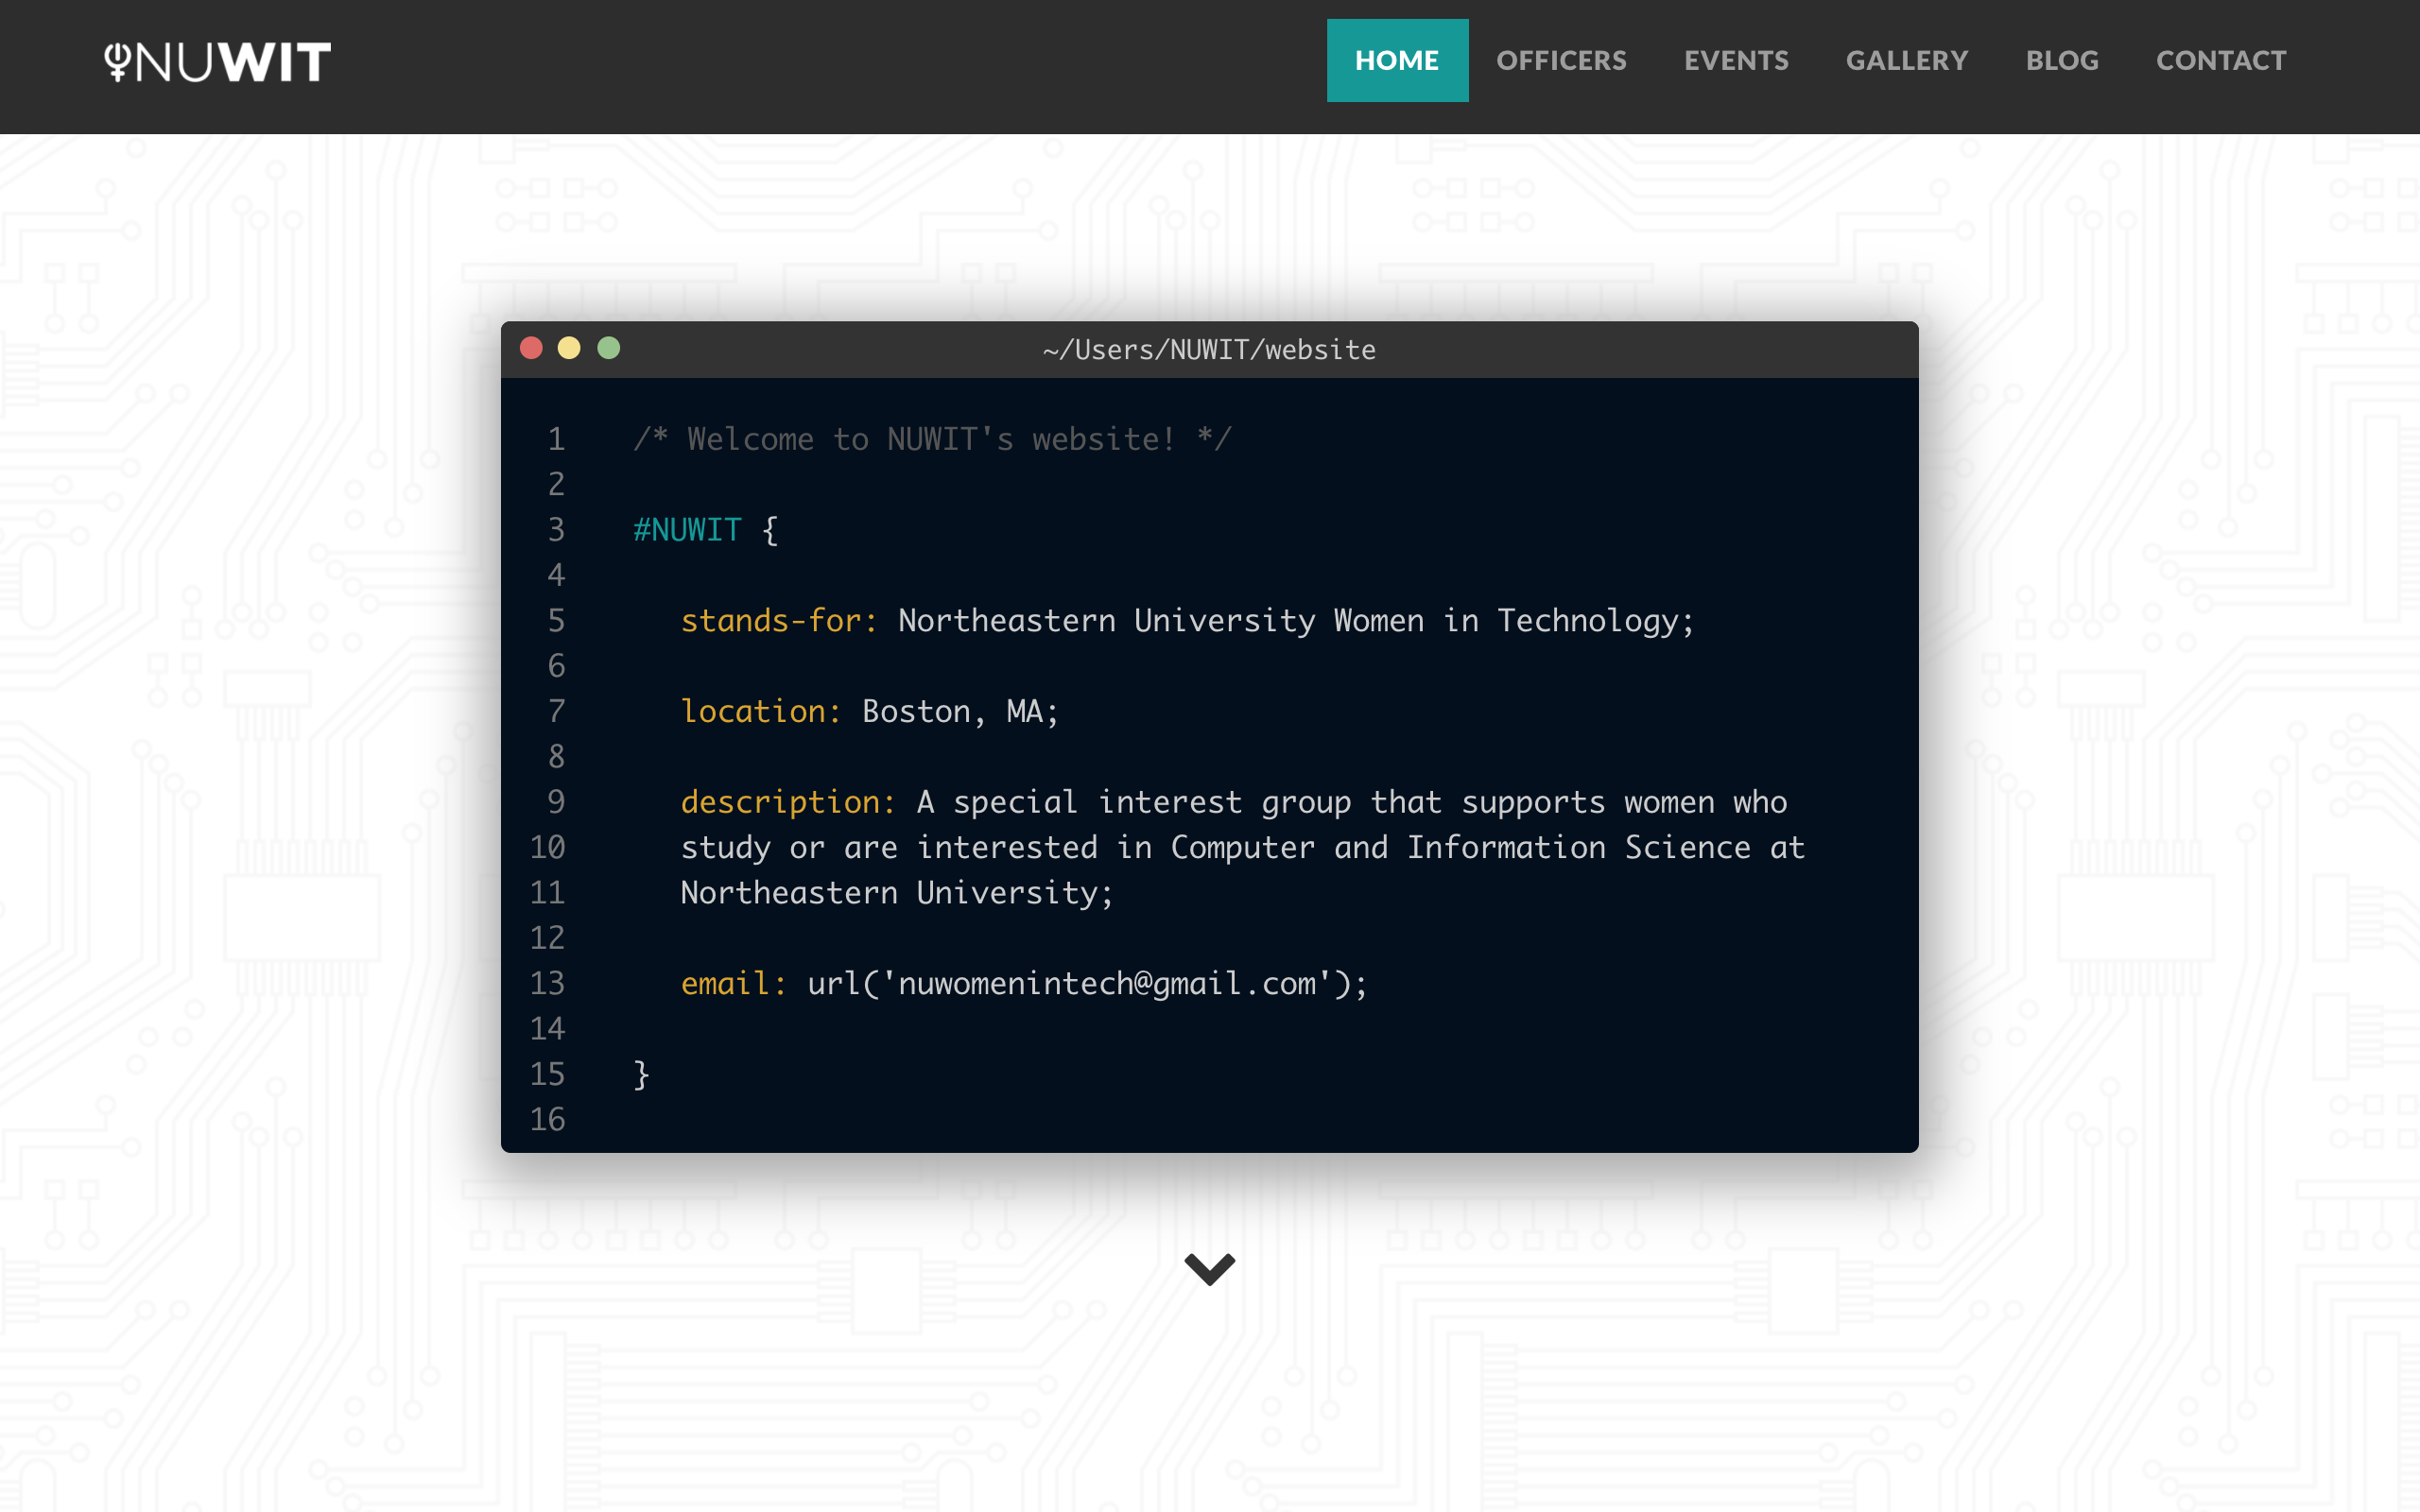 NUWIT
HOME OFFICERS EVENTS GALLERY BLOG CONTACT
~/Users/NUWIT/website
1 /* Welcome to NUWIT's website! */
2
3 #NUWIT {
4
5 stands-for: Northeastern University Women in Technology;
6
7 location: Boston, MA;
8
9 description: A special interest group that supports women who
10 study or are interested in Computer and Information Science at
11 Northeastern University;
12
13 email: url('nuwomenintech@gmail.com');
14
15 }
16